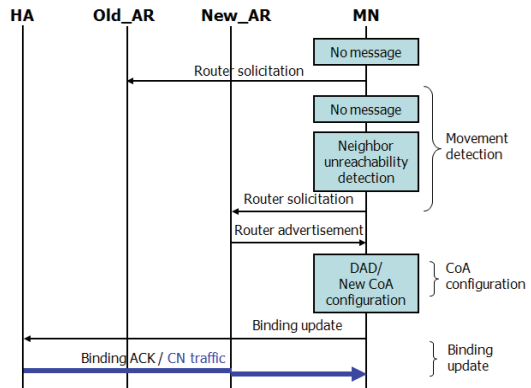 HA Old_AR New_AR MN
No message
Router solicitation
No message
Neighbor
unreachability
detection
Movement
detection
Router solicitation
Router advertisement
DAD/
New CoA
configuration
CoA
configuration
Binding update
Binding ACK / CN traffic
Binding
update